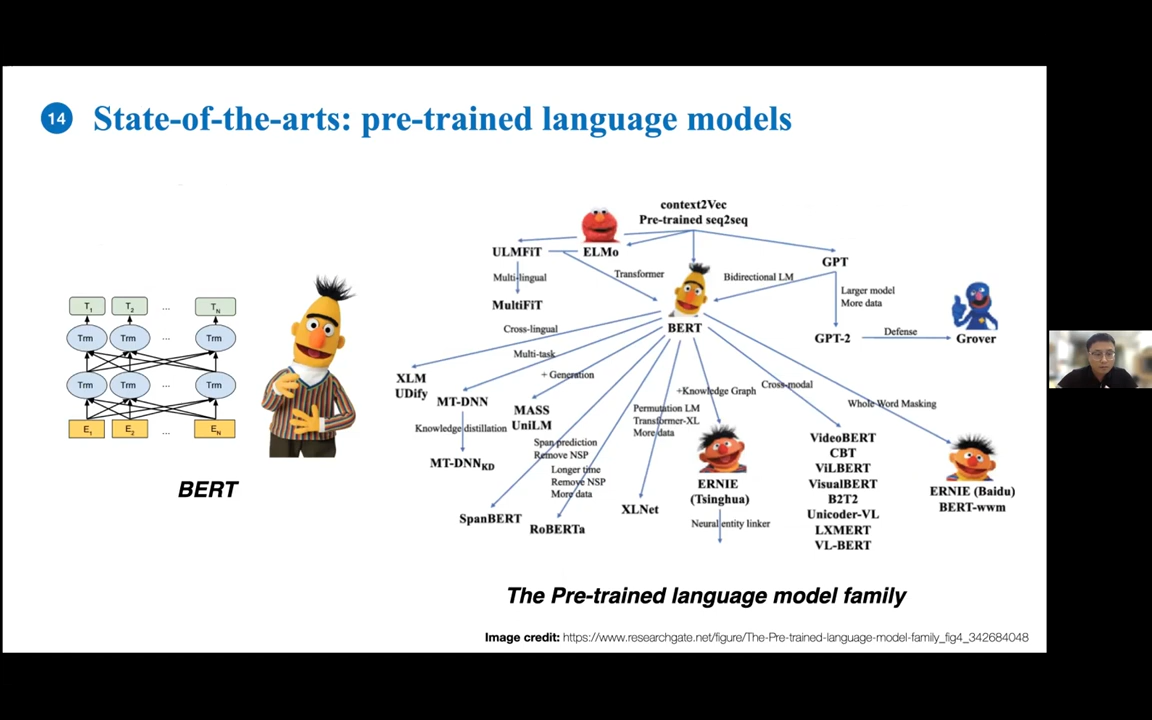 14
State-of-the-arts: pre-trained language models
T1 T2 ... TN
Trm Trm ... Trm
Trm Trm ... Trm
E1 E2 ... EN
BERT
context2Vec
Pre-trained seq2seq
ULMFiT
ELMo
GPT
Multi-lingual
Transformer
Bidirectional LM
Larger model
More data
MultiFiT
BERT
GPT-2
Defense
Grover
Cross-lingual
Multi-task
+ Generation
XLM
UDify
MT-DNN
MASS
UniLM
Knowledge distillation
MT-DNNKD
Span prediction
Remove NSP
Longer time
Remove NSP
More data
Permutation LM
Transformer-XL
More data
+Knowledge Graph
Cross-modal
Whole Word Masking
SpanBERT
RoBERTa
XLNet
ERNIE
(Tsinghua)
Neural entity linker
VideoBERT
CBT
ViLBERT
VisualBERT
B2T2
Unicoder-VL
LXMERT
VL-BERT
ERNIE (Baidu)
BERT-wwm
The Pre-trained language model family
Image credit: https://www.researchgate.net/figure/The-Pre-trained-language-model-family_fig4_342684048